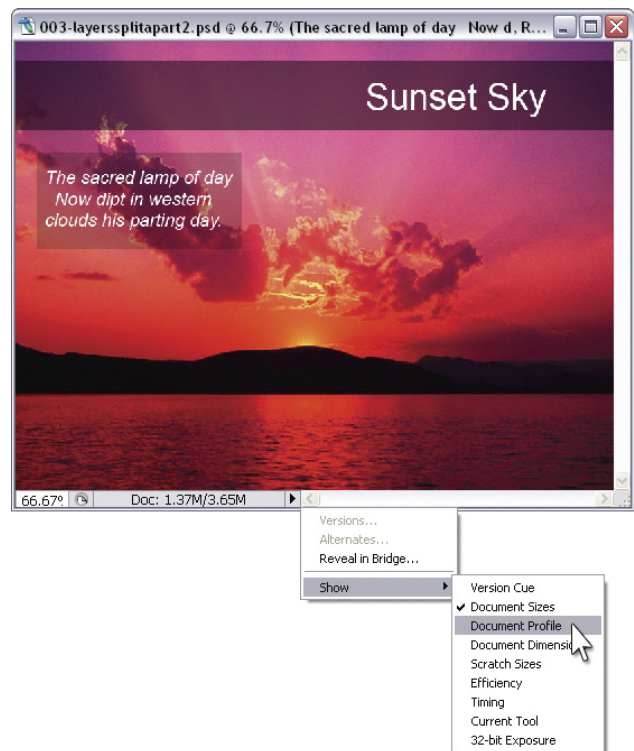 003-layerssplitapart2.psd @ 66.7% (The sacred lamp of day Now d, R...
Sunset Sky
The sacred lamp of day
Now dipt in western
clouds his parting day.
66.67%
Doc: 1.37M/3.65M
Versions...
Alternates...
Reveal in Bridge...
Show
Version Cue
Document Sizes
Document Profile
Document Dimensio
Scratch Sizes
Efficiency
Timing
Current Tool
32-bit Exposure